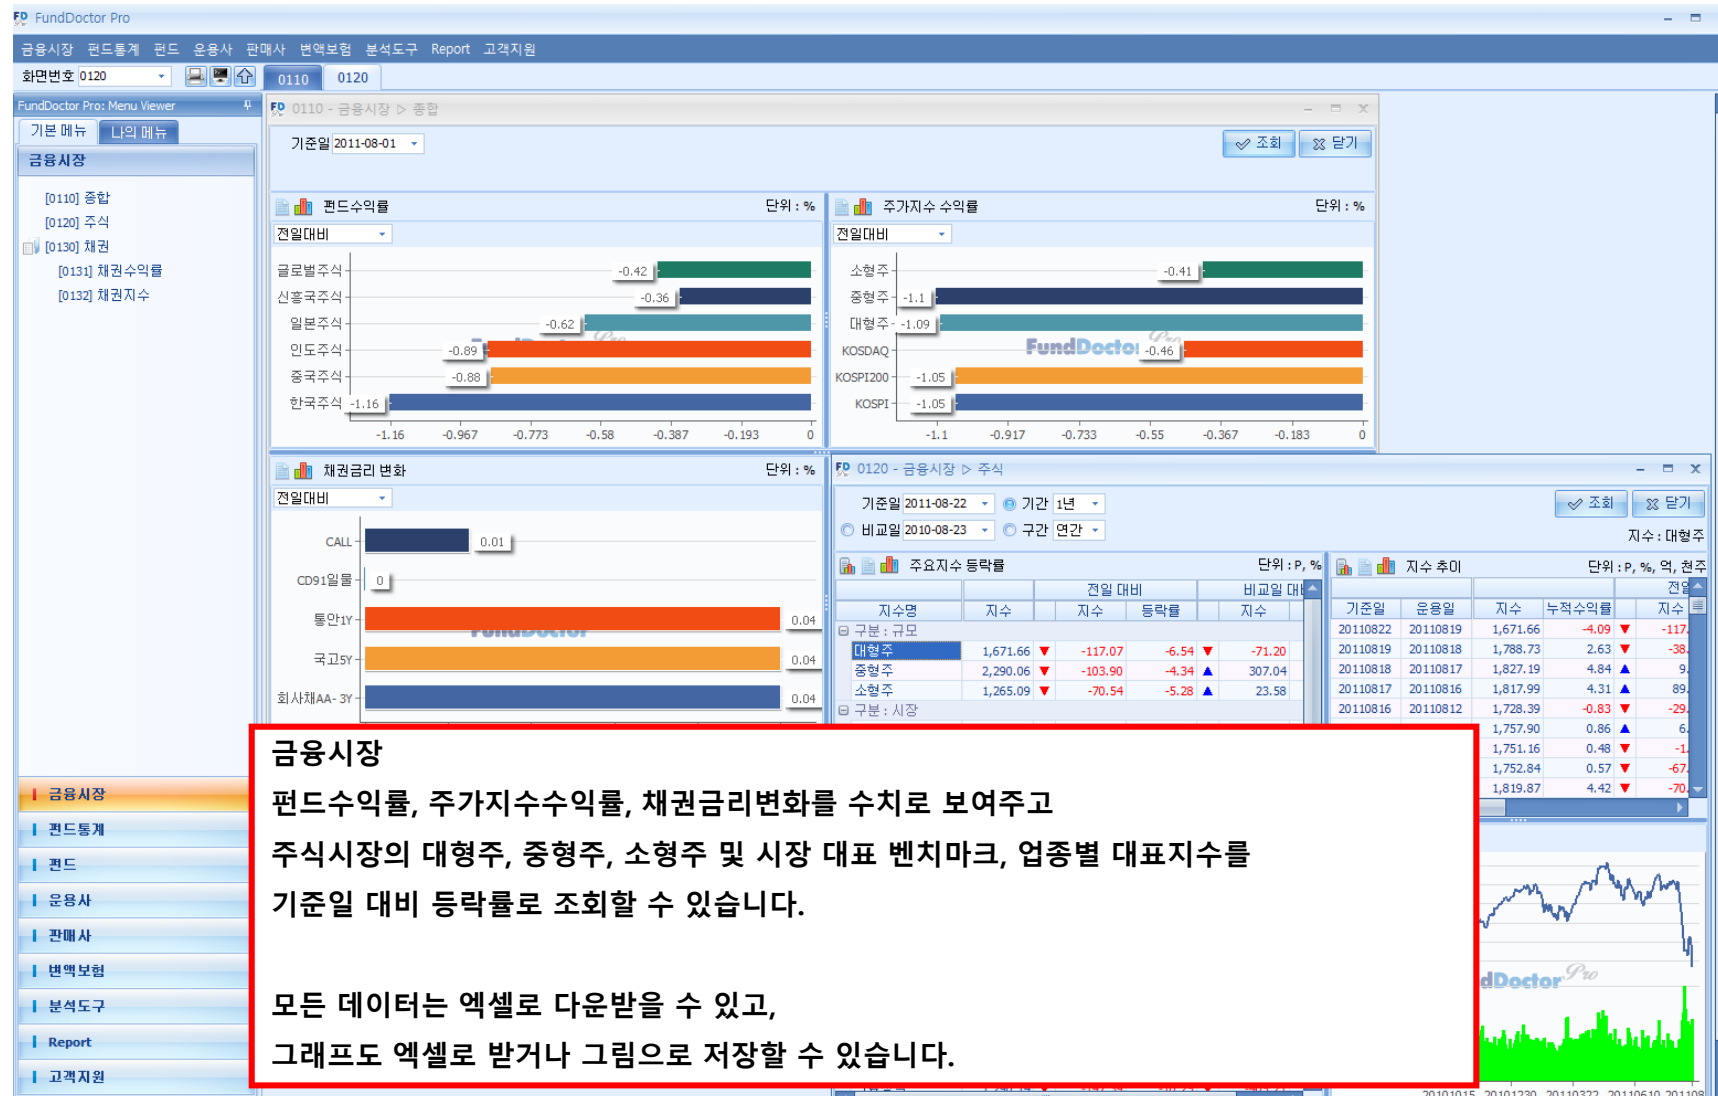 FundDoctor Pro
금융시장 펀드통계 펀드 운용사 판매사 변액보험 분석도구 Report 고객지원
화면번호 0120
0110 0120
FundDoctor Pro: Menu Viewer
기본 메뉴 나의 메뉴
금융시장
[0110] 종합
[0120] 주식
[0130] 채권
[0131] 채권수익률
[0132] 채권지수
금융시장
펀드통계
펀드
운용사
판매사
변액보험
분석도구
Report
고객지원
0110 - 금융시장 ▷ 종합
기준일 2011-08-01
조회 닫기
펀드수익률 단위 : %
전일대비
글로벌주식 -0.42
신흥국주식 -0.36
일본주식 -0.62
인도주식 -0.89
중국주식 -0.88
한국주식 -1.16
-1.16 -0.967 -0.773 -0.58 -0.387 -0.193 0
주가지수 수익률 단위 : %
전일대비
소형주 -0.41
중형주 -1.1
대형주 -1.09
KOSDAQ -0.46
KOSPI200 -1.05
KOSPI -1.05
FundDoctor Pro
-1.1 -0.917 -0.733 -0.55 -0.367 -0.183 0
채권금리 변화 단위 : %
전일대비
CALL 0.01
CD91일물 0
통안1Y 0.04
국고5Y 0.04
회사채AA- 3Y 0.04
0120 - 금융시장 ▷ 주식
기준일 2011-08-22 기간 1년
비교일 2010-08-23 구간 연간
조회 닫기
지수 : 대형주
주요지수 등락률 단위 : P, %
전일 대비 비교일 대
지수명 지수 지수 등락률 지수
구분 : 규모
대형주 1,671.66 ▼ -117.07 -6.54 ▼ -71.20
중형주 2,290.06 ▼ -103.90 -4.34 ▲ 307.04
소형주 1,265.09 ▼ -70.54 -5.28 ▲ 23.58
구분 : 시장
지수 추이 단위 : P, %, 억, 천주
전일
기준일 운용일 지수 누적수익률 지수
20110822 20110819 1,671.66 -4.09 ▼ -117.
20110819 20110818 1,788.73 2.63 ▼ -38.
20110818 20110817 1,827.19 4.84 ▲ 9.
20110817 20110816 1,817.99 4.31 ▲ 89.
20110816 20110812 1,728.39 -0.83 ▼ -29.
1,757.90 0.86 ▲ 6.
1,751.16 0.48 ▼ -1.
1,752.84 0.57 ▼ -67.
1,819.87 4.42 ▼ -70.
dDoctor Pro
20101015 20101230 20110322 20110610 201108
금융시장
펀드수익률, 주가지수수익률, 채권금리변화를 수치로 보여주고
주식시장의 대형주, 중형주, 소형주 및 시장 대표 벤치마크, 업종별 대표지수를
기준일 대비 등락률로 조회할 수 있습니다.
모든 데이터는 엑셀로 다운받을 수 있고,
그래프도 엑셀로 받거나 그림으로 저장할 수 있습니다.